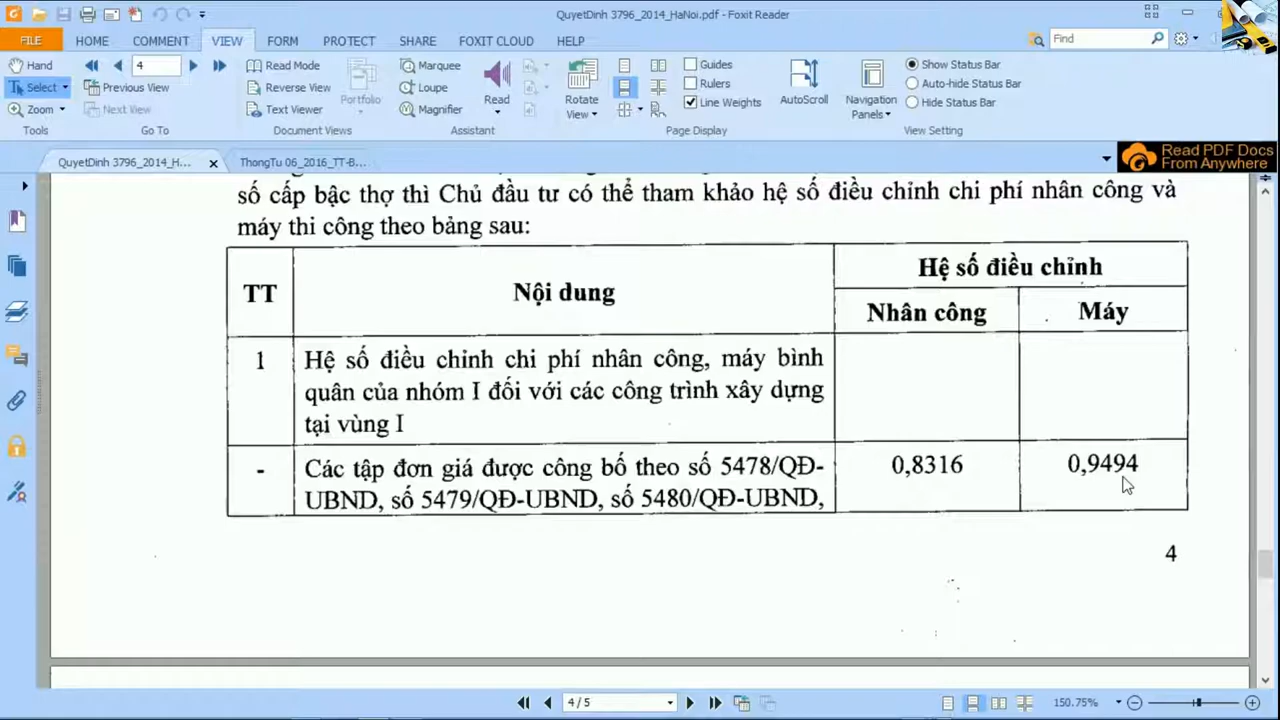 QuyetDinh 3796_2014_HaNoi.pdf - Foxit Reader
FILE HOME COMMENT VIEW FORM PROTECT SHARE FOXIT CLOUD HELP
Find
Hand
4
Select
Previous View
Zoom
Next View
Tools
Go To
Read Mode
Reverse View
Text Viewer
Portfolio
Document Views
Marquee
Loupe
Magnifier
Read
Assistant
Rotate
View
Guides
Rulers
Line Weights
Page Display
AutoScroll
Navigation
Panels
Show Status Bar
Auto-hide Status Bar
Hide Status Bar
View Setting
QuyetDinh 3796_2014_H...
ThongTu 06_2016_TT-B...
Read PDF Docs
From Anywhere
số cấp bậc thợ thì Chủ đầu tư có thể tham khảo hệ số điều chỉnh chi phí nhân công và
máy thi công theo bảng sau:
TT
Nội dung
Hệ số điều chỉnh
Nhân công
Máy
1
Hệ số điều chỉnh chi phí nhân công, máy bình
quân của nhóm I đối với các công trình xây dựng
tại vùng I
-
Các tập đơn giá được công bố theo số 5478/QĐ-
UBND, số 5479/QĐ-UBND, số 5480/QĐ-UBND,
0,8316
0,9494
4
4 / 5
150.75%